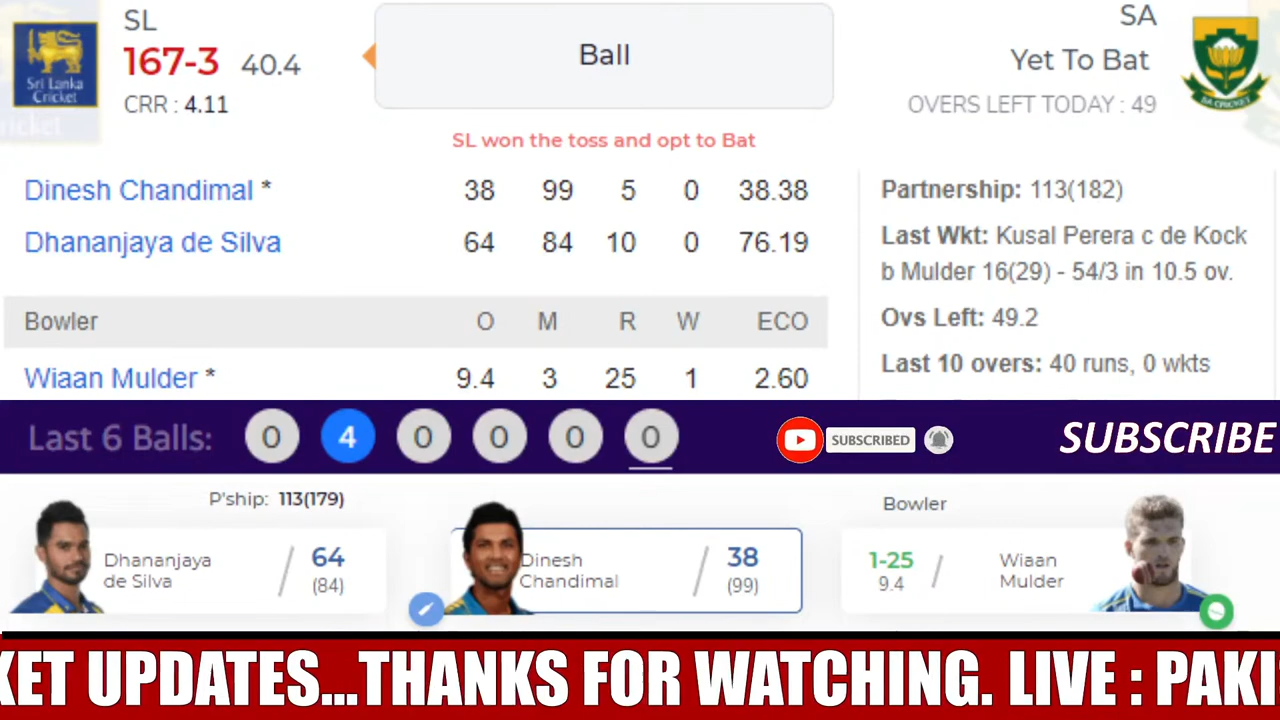 SL
167-3 40.4
CRR : 4.11
Sri Lanka
Cricket
Ball
SA
Yet To Bat
OVERS LEFT TODAY : 49
SA CRICKET
SL won the toss and opt to Bat
Dinesh Chandimal * 38 99 5 0 38.38
Dhananjaya de Silva 64 84 10 0 76.19
Bowler O M R W ECO
Wiaan Mulder * 9.4 3 25 1 2.60
Partnership: 113(182)
Last Wkt: Kusal Perera c de Kock
b Mulder 16(29) - 54/3 in 10.5 ov.
Ovs Left: 49.2
Last 10 overs: 40 runs, 0 wkts
Last 6 Balls: 0 4 0 0 0 0
SUBSCRIBED
SUBSCRIBE
P'ship: 113(179)
Dhananjaya
de Silva
64
(84)
Dinesh
Chandimal
38
(99)
Bowler
1-25
9.4
Wiaan
Mulder
KET UPDATES...THANKS FOR WATCHING. LIVE : PAKI